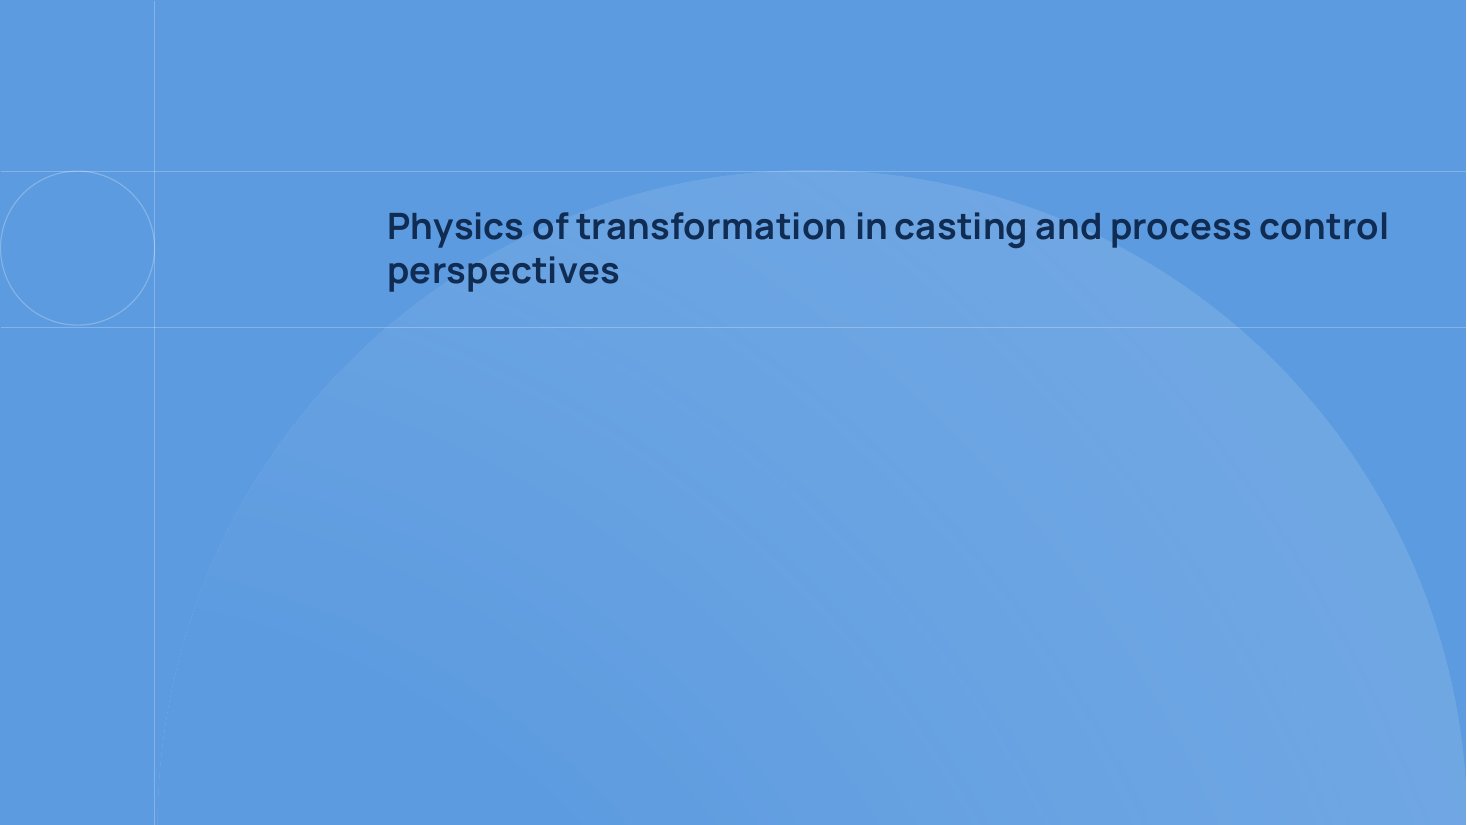 Physics of transformation in casting and process control
perspectives